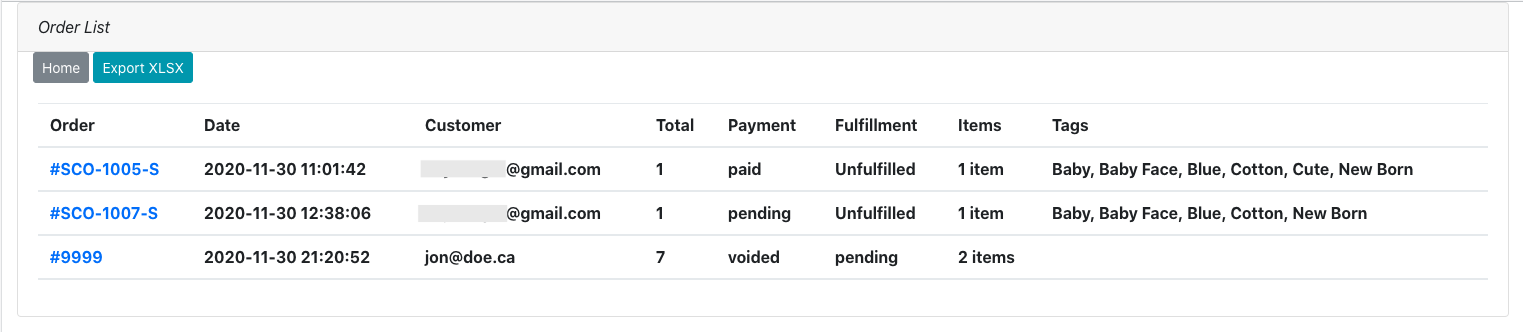 Order List
Home Export XLSX
Order Date Customer Total Payment Fulfillment Items Tags
#SCO-1005-S 2020-11-30 11:01:42 @gmail.com 1 paid Unfulfilled 1 item Baby, Baby Face, Blue, Cotton, Cute, New Born
#SCO-1007-S 2020-11-30 12:38:06 @gmail.com 1 pending Unfulfilled 1 item Baby, Baby Face, Blue, Cotton, New Born
#9999 2020-11-30 21:20:52 jon@doe.ca 7 voided pending 2 items